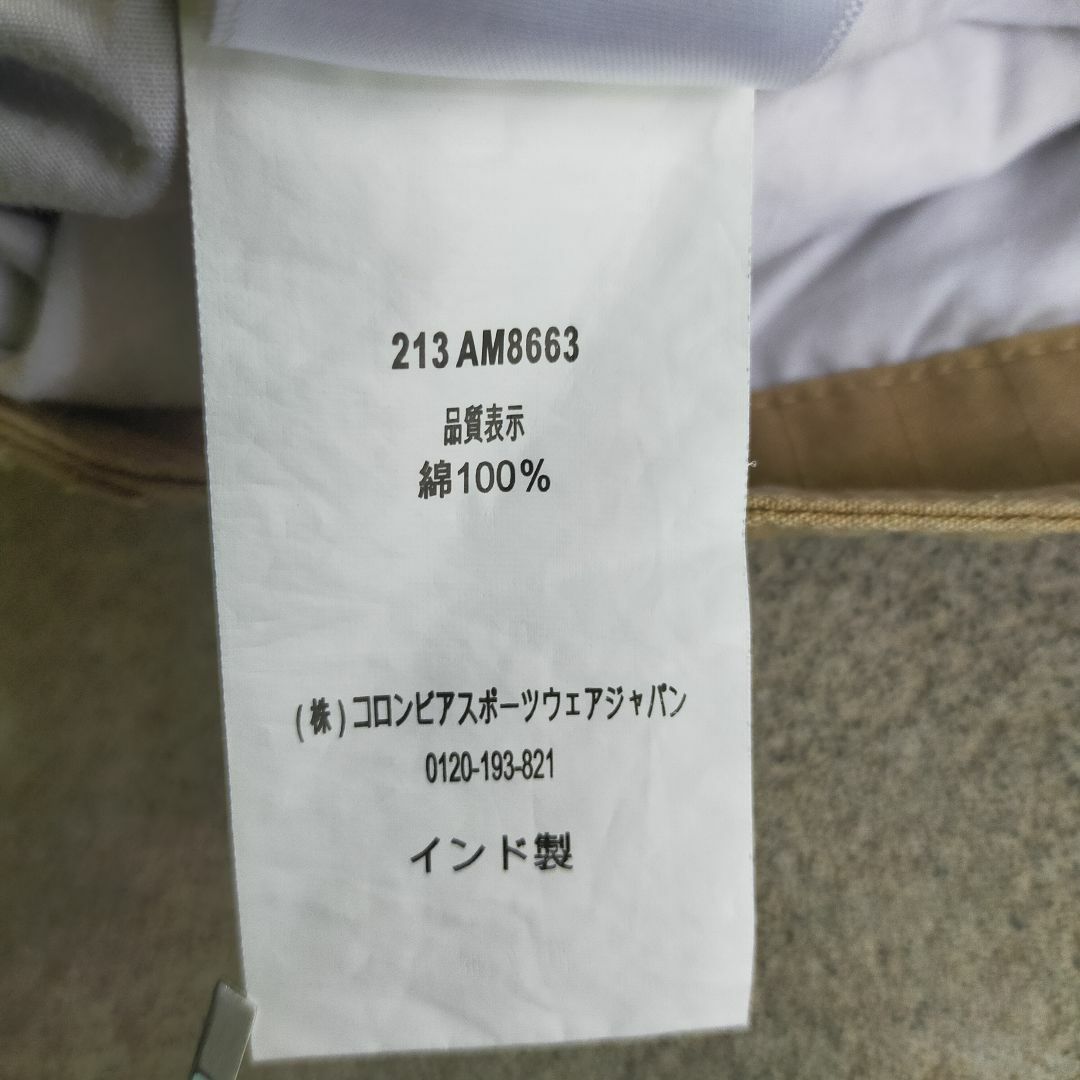 213 AM8663
品質表示
綿100%
(株)コロンビアスポーツウェアジャパン
0120-193-821
インド製